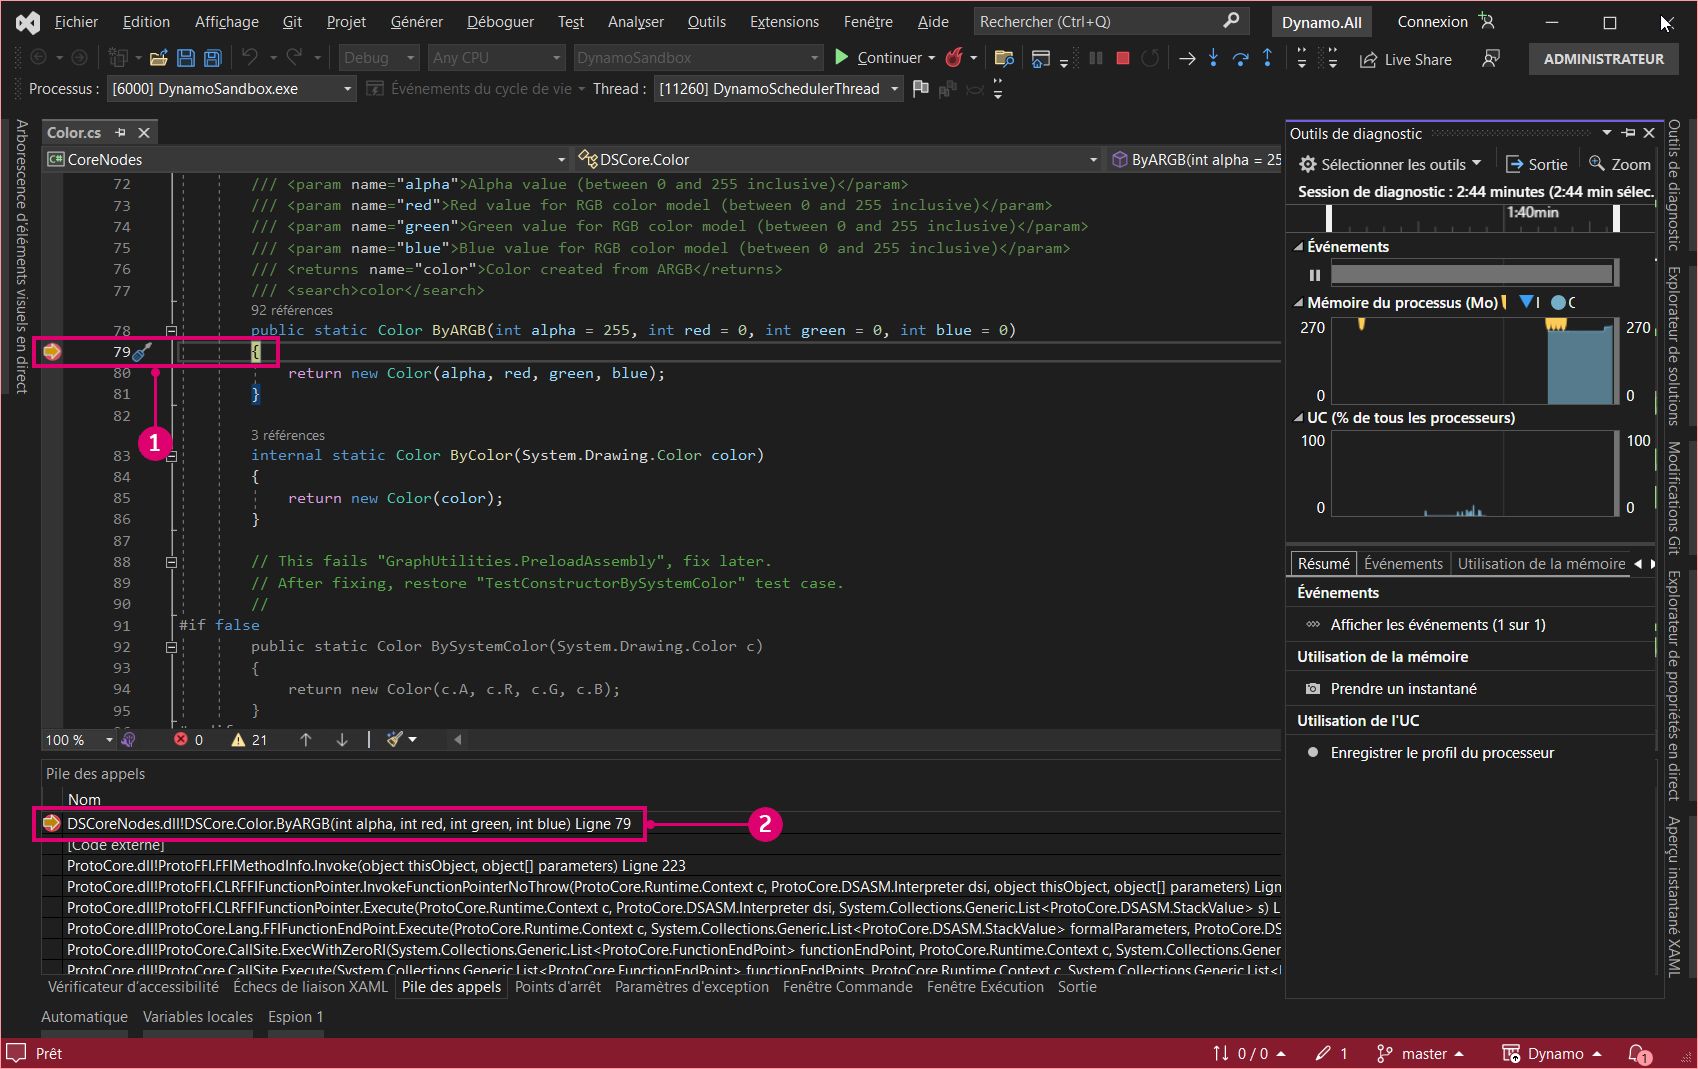 Fichier Edition Affichage Git Projet Générer Déboguer Test Analyser Outils Extensions Fenêtre Aide Rechercher (Ctrl+Q) Dynamo.All Connexion
Debug Any CPU DynamoSandbox Continuer Live Share ADMINISTRATEUR
Processus : [6000] DynamoSandbox.exe Événements du cycle de vie Thread : [11260] DynamoSchedulerThread
Arborescence d'éléments visuels en direct
Color.cs
CoreNodes DSCore.Color ByARGB(int alpha = 25
72 /// <param name="alpha">Alpha value (between 0 and 255 inclusive)</param>
73 /// <param name="red">Red value for RGB color model (between 0 and 255 inclusive)</param>
74 /// <param name="green">Green value for RGB color model (between 0 and 255 inclusive)</param>
75 /// <param name="blue">Blue value for RGB color model (between 0 and 255 inclusive)</param>
76 /// <returns name="color">Color created from ARGB</returns>
77 /// <search>color</search>
92 références
78 public static Color ByARGB(int alpha = 255, int red = 0, int green = 0, int blue = 0)
79 {
80 return new Color(alpha, red, green, blue);
81 }
82
1
3 références
83 internal static Color ByColor(System.Drawing.Color color)
84 {
85 return new Color(color);
86 }
87
88 // This fails "GraphUtilities.PreloadAssembly", fix later.
89 // After fixing, restore "TestConstructorBySystemColor" test case.
90 //
91 #if false
92 public static Color BySystemColor(System.Drawing.Color c)
93 {
94 return new Color(c.A, c.R, c.G, c.B);
95 }
100 % 0 21
Pile des appels
Nom
DSCoreNodes.dll!DSCore.Color.ByARGB(int alpha, int red, int green, int blue) Ligne 79
2
[Code externe]
ProtoCore.dll!ProtoFFI.FFIMethodInfo.Invoke(object thisObject, object[] parameters) Ligne 223
ProtoCore.dll!ProtoFFI.CLRFFIFunctionPointer.InvokeFunctionPointerNoThrow(ProtoCore.Runtime.Context c, ProtoCore.DSASM.Interpreter dsi, object thisObject, object[] parameters) Lign
ProtoCore.dll!ProtoFFI.CLRFFIFunctionPointer.Execute(ProtoCore.Runtime.Context c, ProtoCore.DSASM.Interpreter dsi, System.Collections.Generic.List<ProtoCore.DSASM.StackValue> s) L
ProtoCore.dll!ProtoCore.Lang.FFIFunctionEndPoint.Execute(ProtoCore.Runtime.Context c, System.Collections.Generic.List<ProtoCore.DSASM.StackValue> formalParameters, ProtoCore.DS
ProtoCore.dll!ProtoCore.CallSite.ExecWithZeroRI(System.Collections.Generic.List<ProtoCore.FunctionEndPoint> functionEndPoint, ProtoCore.Runtime.Context c, System.Collections.Gener
ProtoCore.dll!ProtoCore.CallSite.Execute(System.Collections.Generic.List<ProtoCore.FunctionEndPoint> functionEndPoints, ProtoCore.Runtime.Context c, System.Collections.Generic.List<
Vérificateur d'accessibilité Échecs de liaison XAML Pile des appels Points d'arrêt Paramètres d'exception Fenêtre Commande Fenêtre Exécution Sortie
Automatique Variables locales Espion 1
Outils de diagnostic
Sélectionner les outils Sortie Zoom
Session de diagnostic : 2:44 minutes (2:44 min sélec.
1:40min
Événements
Mémoire du processus (Mo) I C
270 270
0 0
UC (% de tous les processeurs)
100 100
0 0
Résumé Événements Utilisation de la mémoire
Événements
Afficher les événements (1 sur 1)
Utilisation de la mémoire
Prendre un instantané
Utilisation de l'UC
Enregistrer le profil du processeur
Outils de diagnostic
Explorateur de solutions
Modifications Git
Explorateur de propriétés en direct
Aperçu instantané XAML
Prêt 0 / 0 1 master Dynamo 1